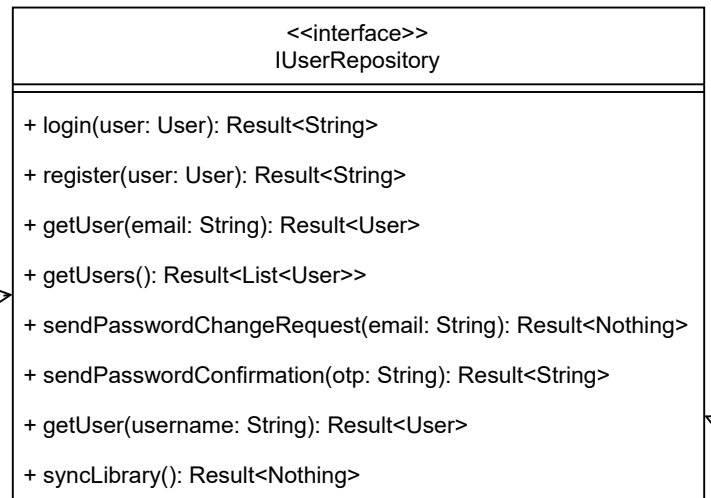 <<interface>>
IUserRepository
+ login(user: User): Result<String>
+ register(user: User): Result<String>
+ getUser(email: String): Result<User>
+ getUsers(): Result<List<User>>
+ sendPasswordChangeRequest(email: String): Result<Nothing>
+ sendPasswordConfirmation(otp: String): Result<String>
+ getUser(username: String): Result<User>
+ syncLibrary(): Result<Nothing>